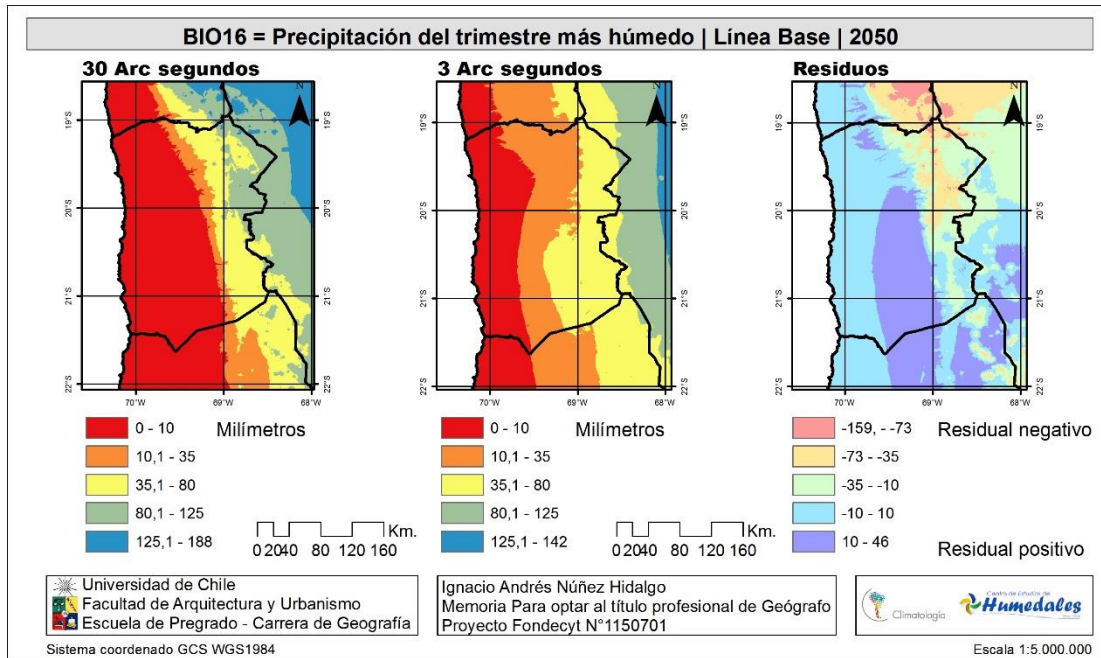 BIO16 = Precipitación del trimestre más húmedo | Línea Base | 2050
30 Arc segundos
3 Arc segundos
Residuos
N
N
N
19°S
19°S
19°S
19°S
19°S
19°S
20°S
20°S
20°S
20°S
20°S
20°S
21°S
21°S
21°S
21°S
21°S
21°S
22°S
22°S
22°S
22°S
22°S
22°S
70°W 69°W 68°W
70°W 69°W 68°W
70°W 69°W 68°W
0 - 10
Milímetros
10,1 - 35
35,1 - 80
80,1 - 125
125,1 - 188
Km.
0 20 40 80 120 160
0 - 10
Milímetros
10,1 - 35
35,1 - 80
80,1 - 125
125,1 - 142
Km.
0 20 40 80 120 160
-159, - -73
Residual negativo
-73 - -35
-35 - -10
-10 - 10
10 - 46
Residual positivo
Universidad de Chile
Facultad de Arquitectura y Urbanismo
Escuela de Pregrado - Carrera de Geografía
Ignacio Andrés Núñez Hidalgo
Memoria Para optar al título profesional de Geógrafo
Proyecto Fondecyt N°1150701
Climatología
Centro de Estudios de
Humedales
Sistema coordenado GCS WGS1984
Escala 1:5.000.000